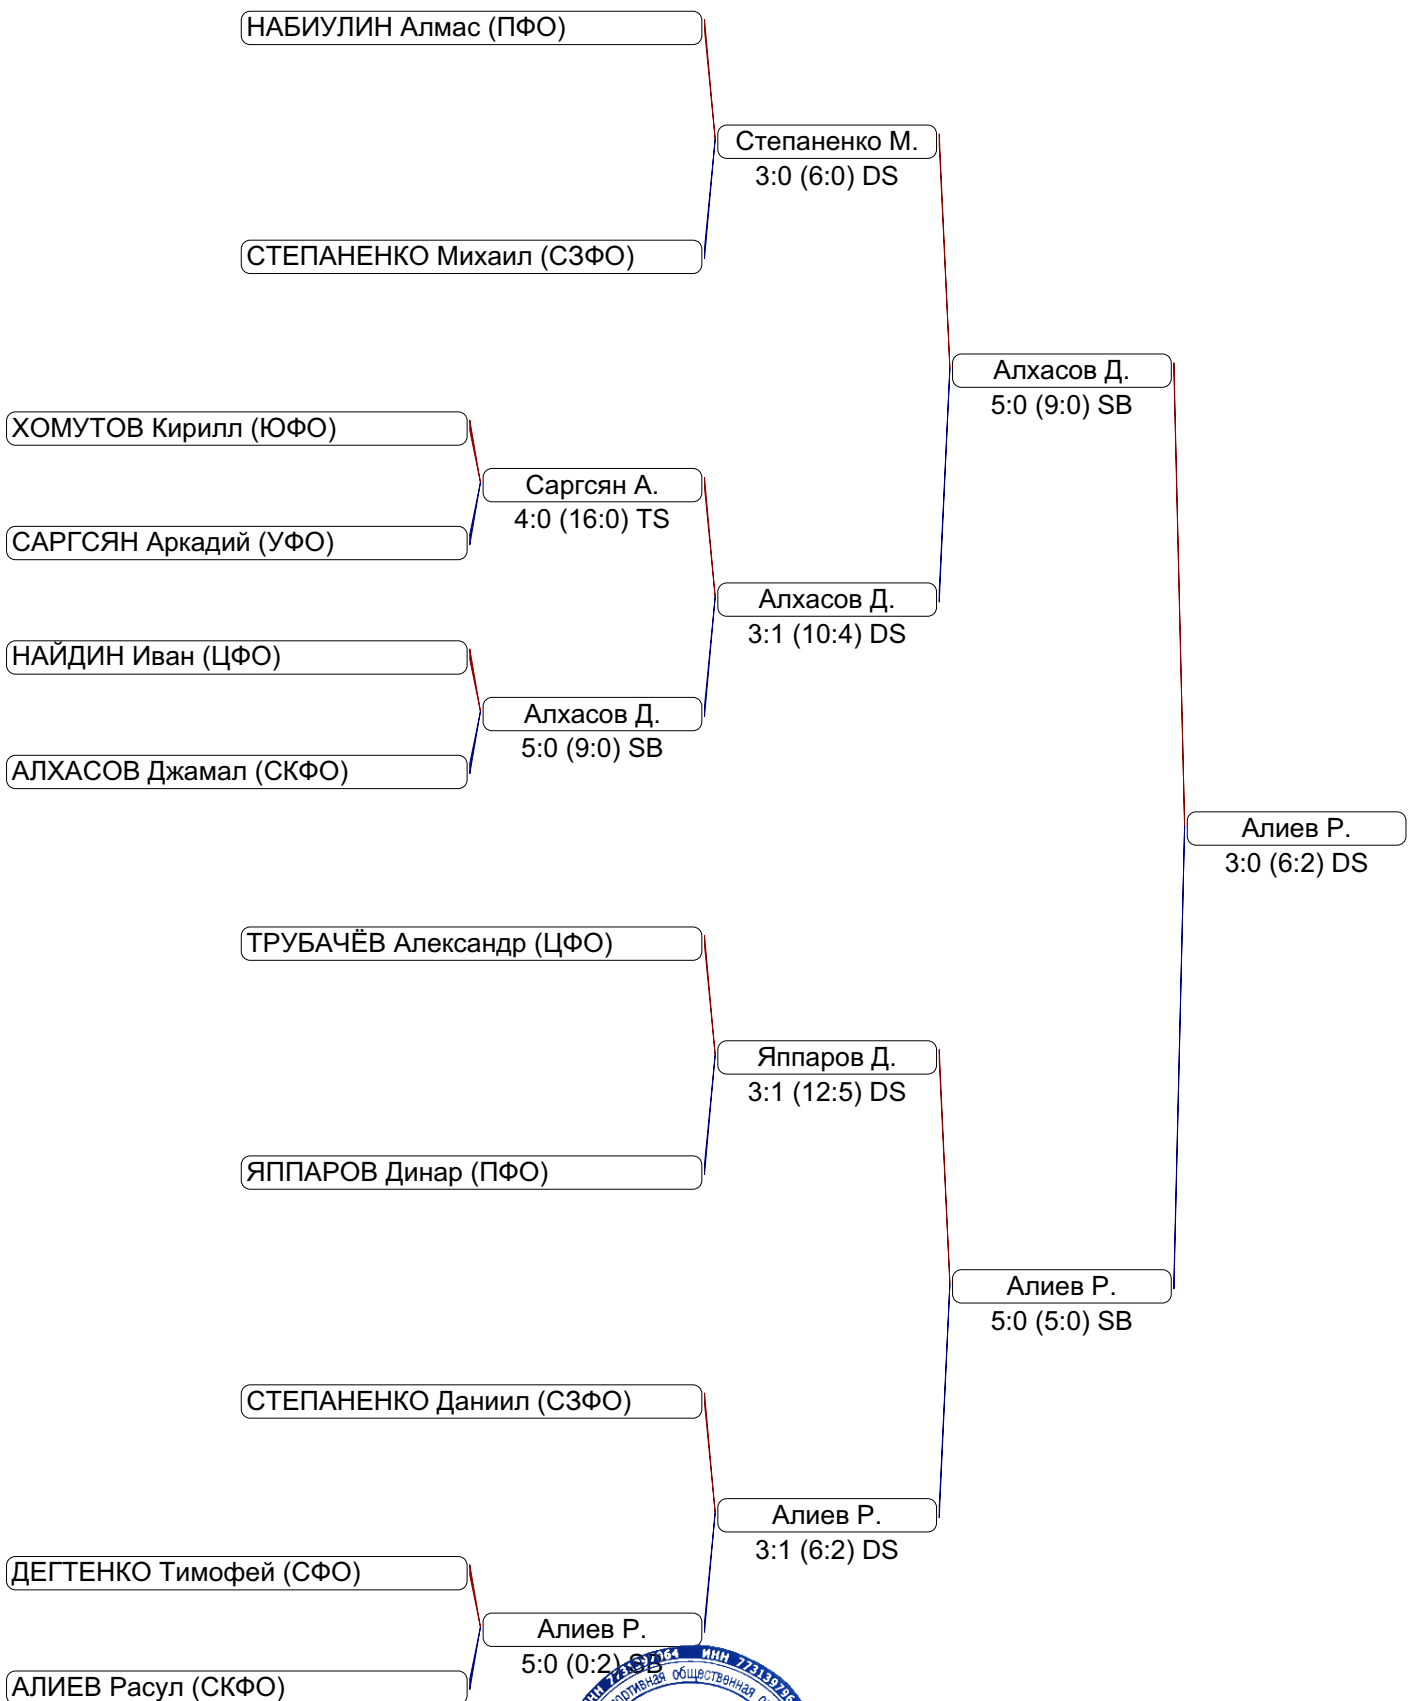 НАБИУЛИН Алмас (ПФО)
Степаненко М.
3:0 (6:0) DS
СТЕПАНЕНКО Михаил (СЗФО)
Алхасов Д.
5:0 (9:0) SB
ХОМУТОВ Кирилл (ЮФО)
Саргсян А.
4:0 (16:0) TS
САРГСЯН Аркадий (УФО)
Алхасов Д.
3:1 (10:4) DS
НАЙДИН Иван (ЦФО)
Алхасов Д.
5:0 (9:0) SB
АЛХАСОВ Джамал (СКФО)
Алиев Р.
3:0 (6:2) DS
ТРУБАЧЁВ Александр (ЦФО)
Яппаров Д.
3:1 (12:5) DS
ЯППАРОВ Динар (ПФО)
Алиев Р.
5:0 (5:0) SB
СТЕПАНЕНКО Даниил (СЗФО)
Алиев Р.
3:1 (6:2) DS
ДЕГТЕНКО Тимофей (СФО)
Алиев Р.
5:0 (0:2) SB
АЛИЕВ Расул (СКФО)
ИНН
общественная